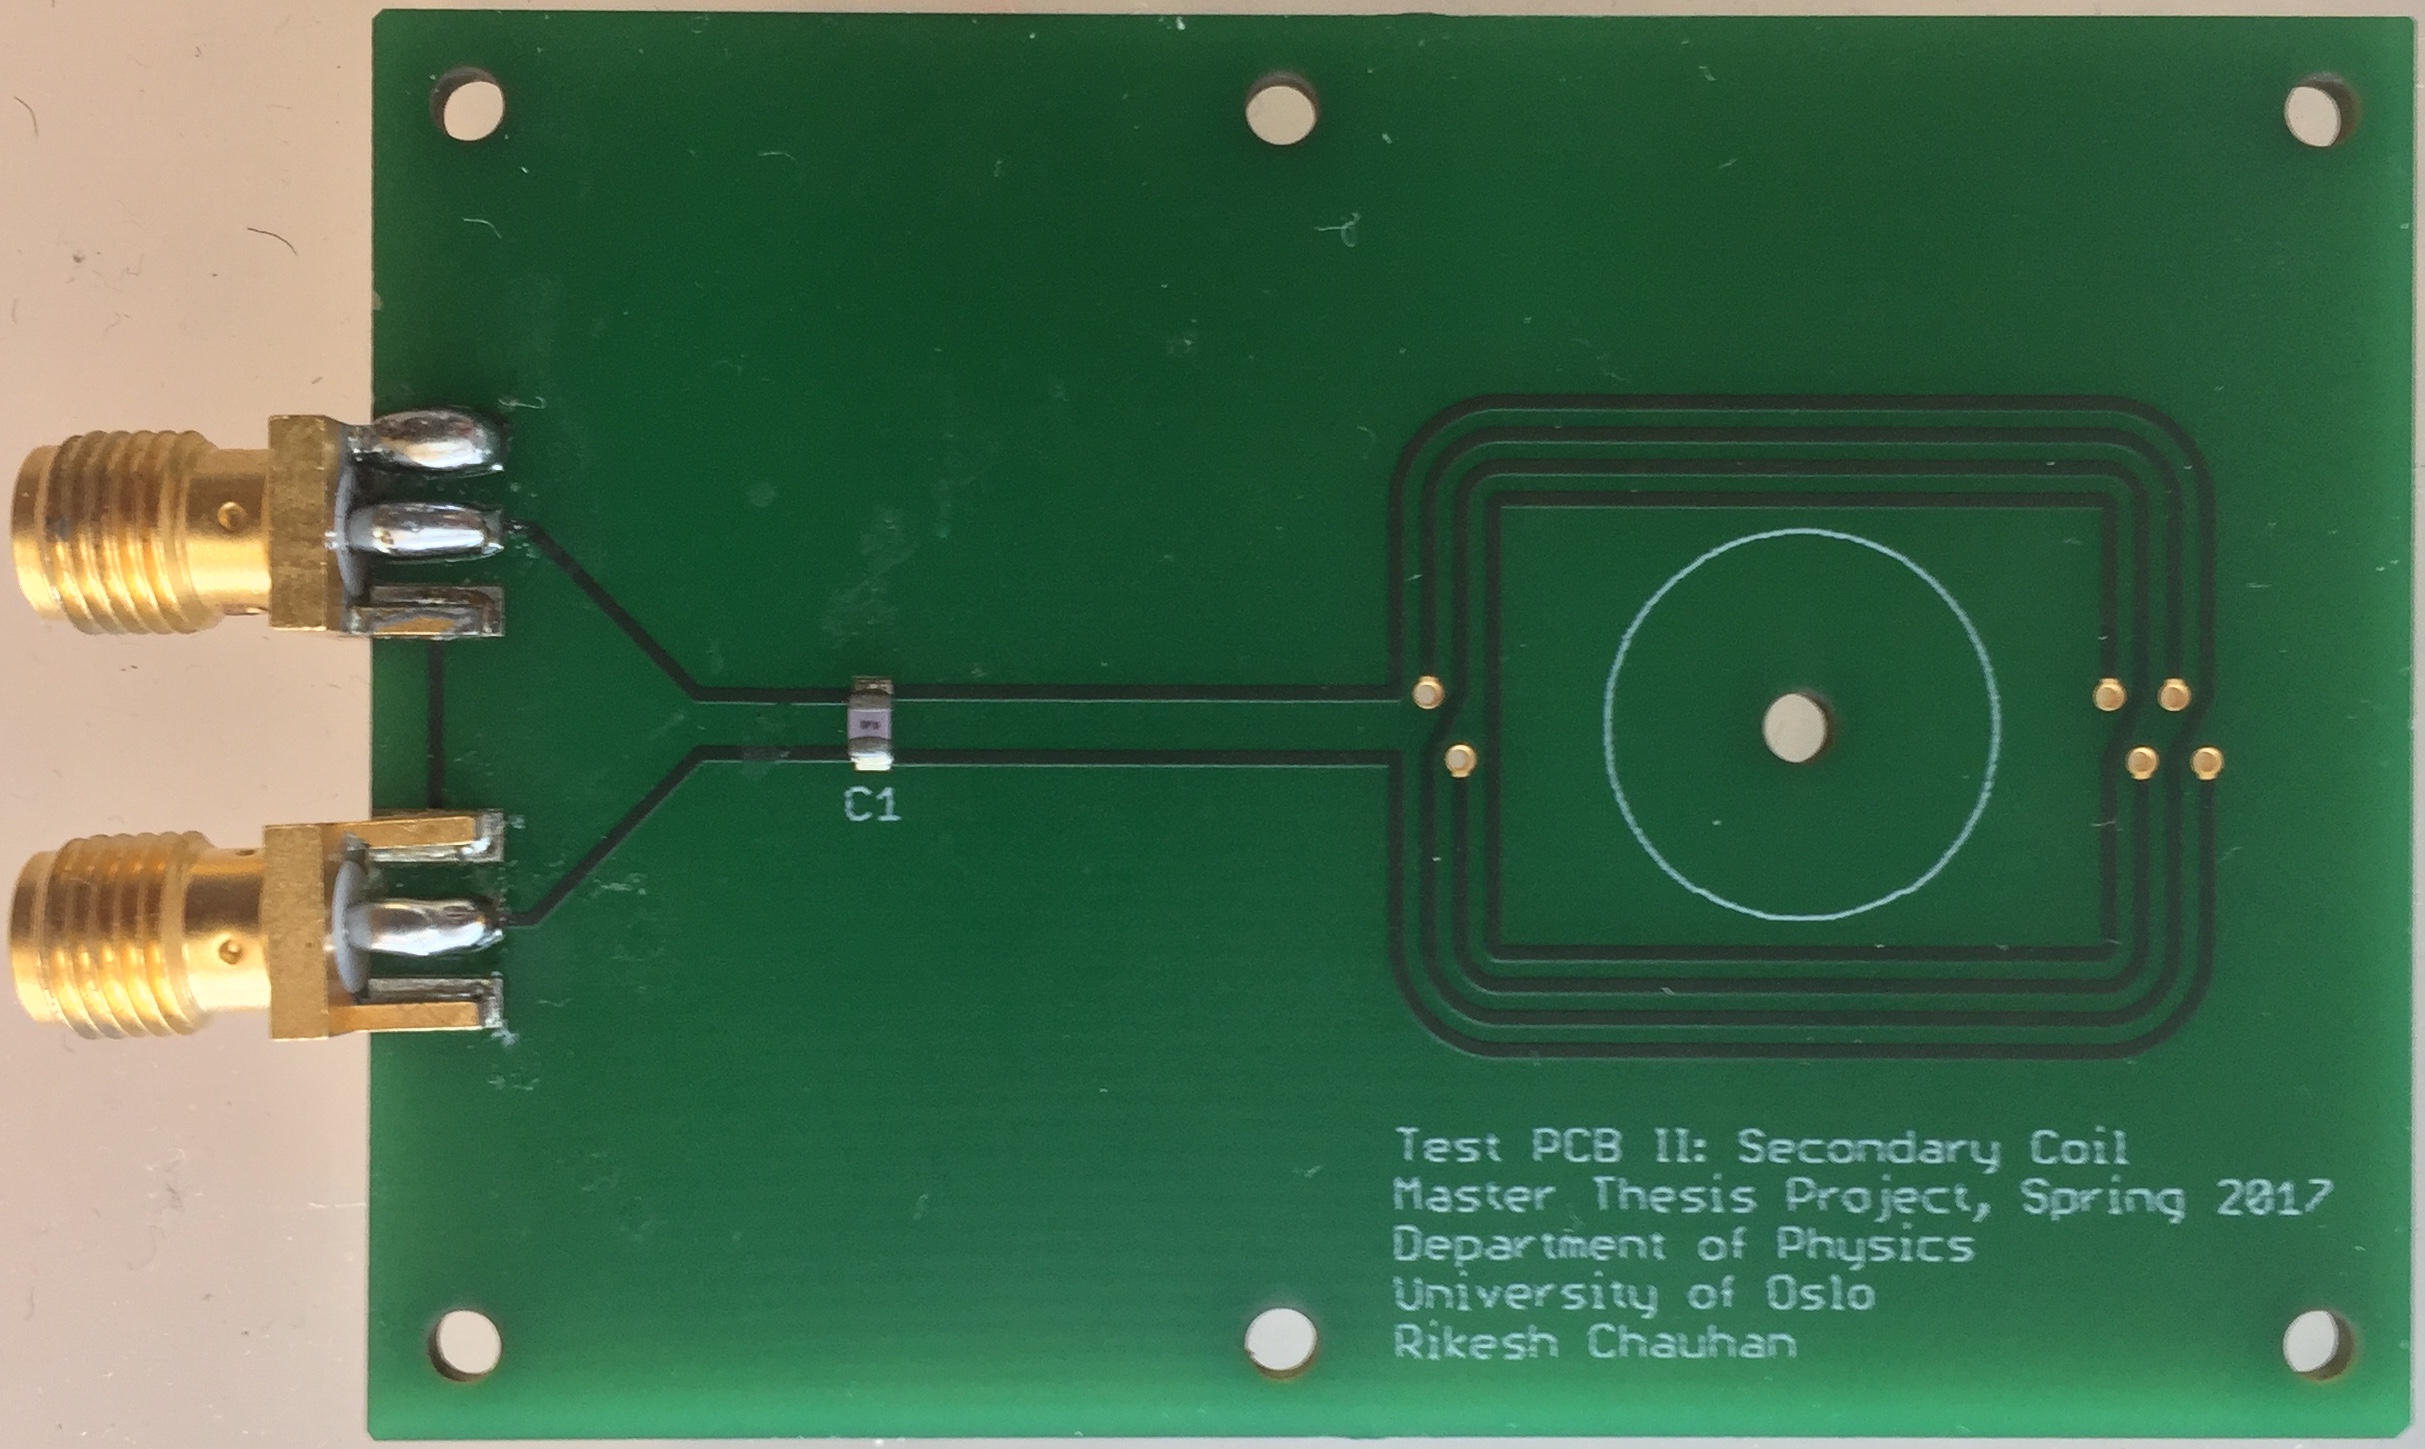 C1
Test PCB II: Secondary Coil
Master Thesis Project, Spring 2017
Department of Physics
University of Oslo
Rikesh Chauhan